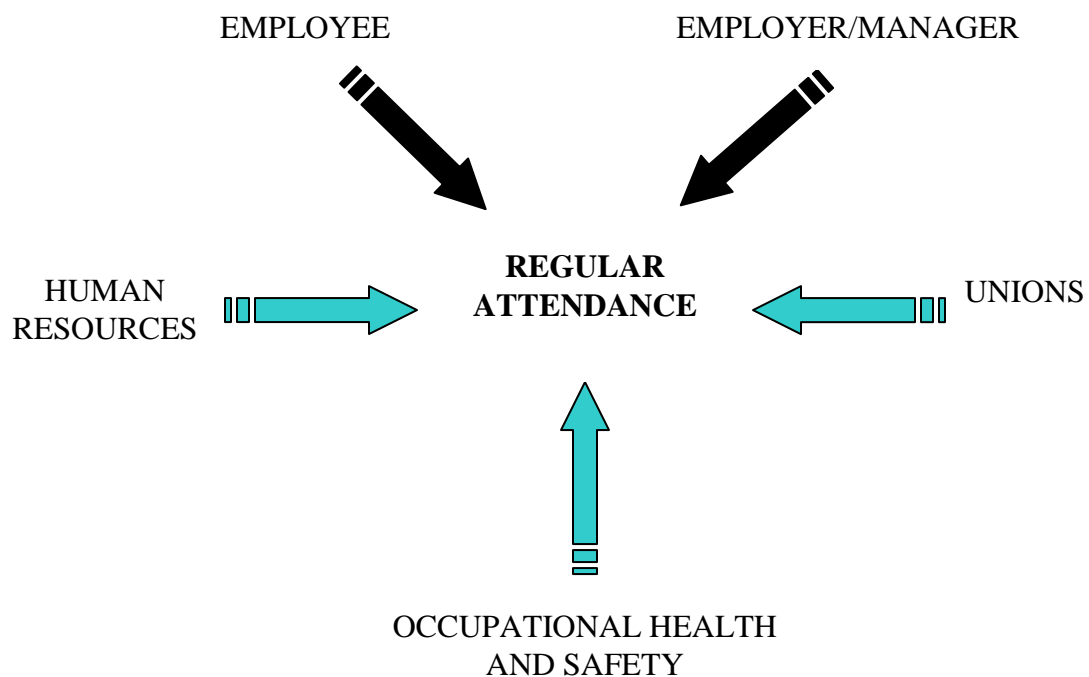 EMPLOYEE
EMPLOYER/MANAGER
HUMAN
RESOURCES
REGULAR
ATTENDANCE
UNIONS
OCCUPATIONAL HEALTH
AND SAFETY